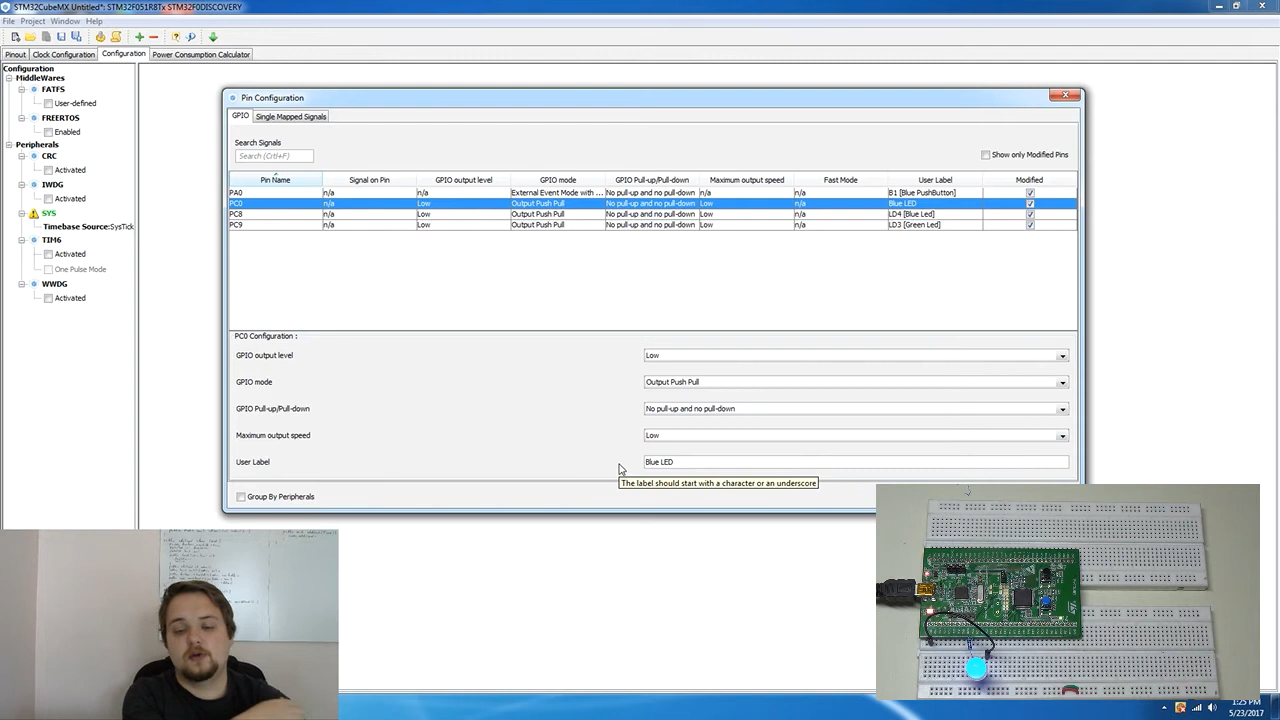 STM32CubeMX Untitled*: STM32F051R8Tx STM32F0DISCOVERY
File Project Window Help
Pinout Clock Configuration Configuration Power Consumption Calculator
Configuration
MiddleWares
FATFS
User-defined
FREERTOS
Enabled
Peripherals
CRC
Activated
IWDG
Activated
SYS
Timebase Source:SysTick
TIM6
Activated
One Pulse Mode
WWDG
Activated
Pin Configuration
GPIO Single Mapped Signals
Search Signals
Search (CrtI+F)
Show only Modified Pins
Pin Name Signal on Pin GPIO output level GPIO mode GPIO Pull-up/Pull-down Maximum output speed Fast Mode User Label Modified
PA0 n/a n/a External Event Mode with ... No pull-up and no pull-down n/a n/a B1 [Blue PushButton]
PC0 n/a Low Output Push Pull No pull-up and no pull-down Low n/a Blue LED
PC8 n/a Low Output Push Pull No pull-up and no pull-down Low n/a LD4 [Blue Led]
PC9 n/a Low Output Push Pull No pull-up and no pull-down Low n/a LD3 [Green Led]
PC0 Configuration :
GPIO output level Low
GPIO mode Output Push Pull
GPIO Pull-up/Pull-down No pull-up and no pull-down
Maximum output speed Low
User Label Blue LED
The label should start with a character or an underscore
Group By Peripherals
1:25 PM
5/23/2017